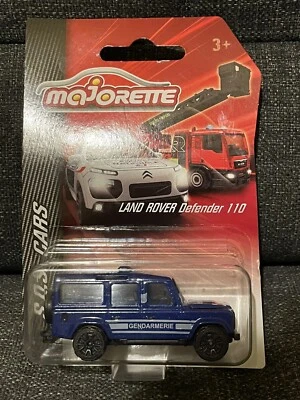 majorette
3+
LAND ROVER Defender 110
S.O.S. CARS
GENDARMERIE